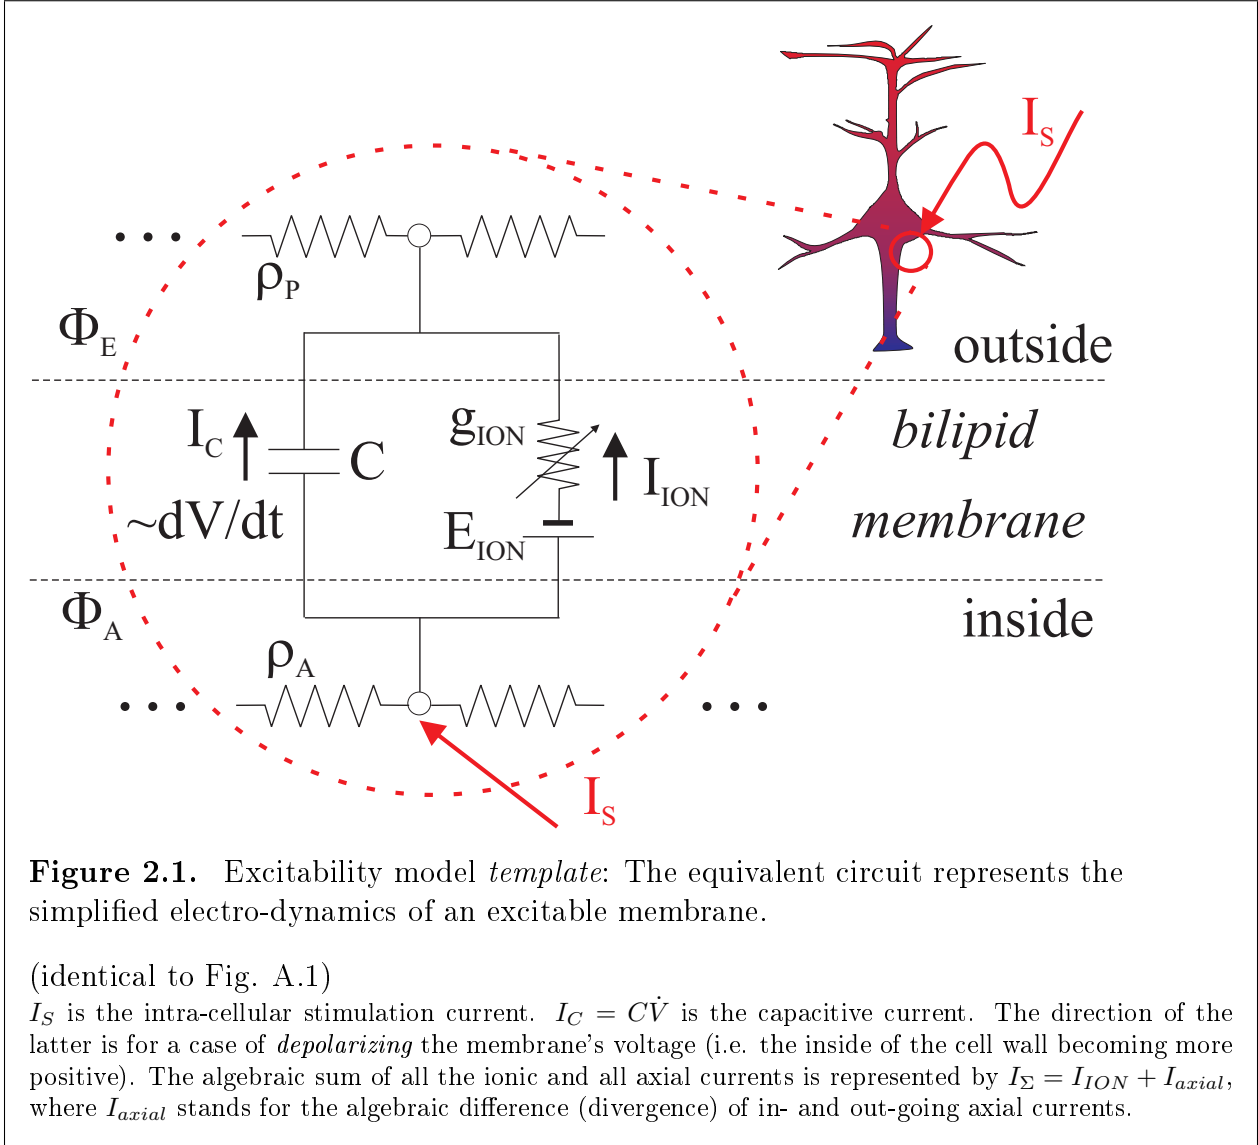 I_S
ρ_P
Φ_E
outside
I_C
C
g_ION
I_ION
bilipid
~dV/dt
E_ION
membrane
Φ_A
inside
ρ_A
I_S
Figure 2.1. Excitability model template: The equivalent circuit represents the
simplified electro-dynamics of an excitable membrane.
(identical to Fig. A.1)
I_S is the intra-cellular stimulation current. I_C = CV̇ is the capacitive current. The direction of the
latter is for a case of depolarizing the membrane's voltage (i.e. the inside of the cell wall becoming more
positive). The algebraic sum of all the ionic and all axial currents is represented by I_Σ = I_ION + I_axial,
where I_axial stands for the algebraic difference (divergence) of in- and out-going axial currents.